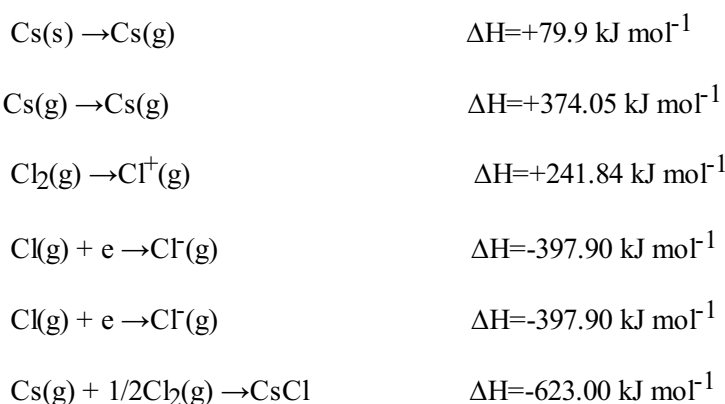 Cs(s) →Cs(g) ΔH=+79.9 kJ mol⁻¹
Cs(g) →Cs(g) ΔH=+374.05 kJ mol⁻¹
Cl₂(g) →Cl⁺(g) ΔH=+241.84 kJ mol⁻¹
Cl(g) + e →Cl⁻(g) ΔH=-397.90 kJ mol⁻¹
Cl(g) + e →Cl⁻(g) ΔH=-397.90 kJ mol⁻¹
Cs(g) + 1/2Cl₂(g) →CsCl ΔH=-623.00 kJ mol⁻¹